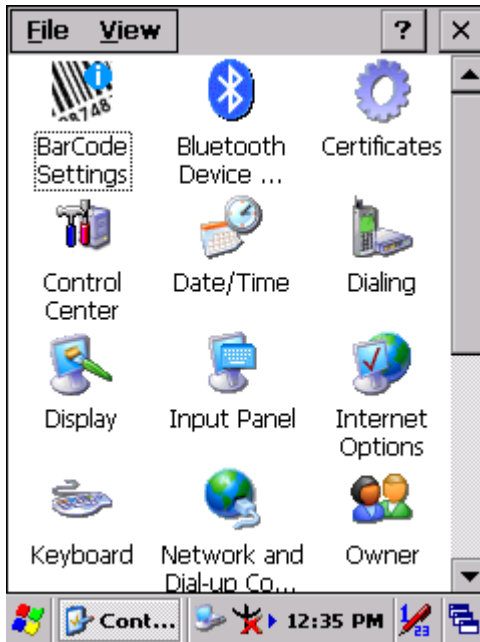 File View ? ×
BarCode Settings
Bluetooth Device ...
Certificates
Control Center
Date/Time
Dialing
Display
Input Panel
Internet Options
Keyboard
Network and Dial-up Co...
Owner
Cont... 12:35 PM